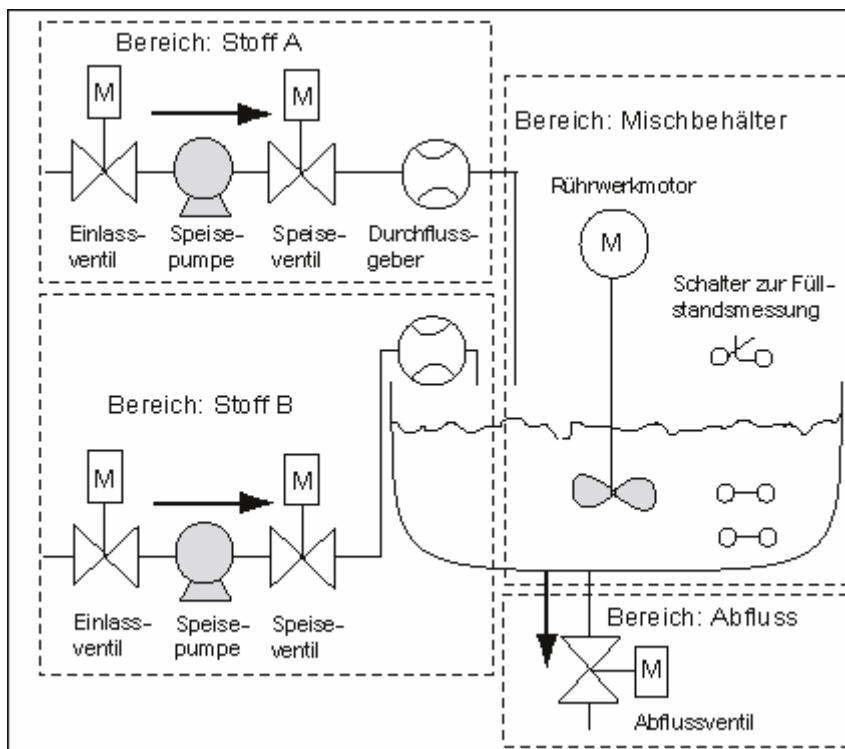 Bereich: Stoff A
M
M
Einlass-
ventil
Speise-
pumpe
Speise-
ventil
Durchfluss-
geber
Bereich: Mischbehälter
Rührwerkmotor
M
Schalter zur Füll-
standsmessung
Bereich: Stoff B
M
M
Einlass-
ventil
Speise-
pumpe
Speise-
ventil
Bereich: Abfluss
M
Abflussventil